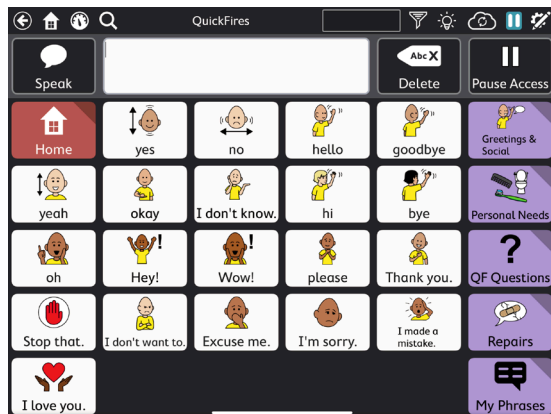 QuickFires
Speak
Abc X
Delete
Pause Access
Home
yes
no
hello
goodbye
Greetings &
Social
yeah
okay
I don't know.
hi
bye
Personal Needs
oh
Hey!
Wow!
please
Thank you.
QF Questions
Stop that.
I don't want to.
Excuse me.
I'm sorry.
I made a
mistake.
Repairs
I love you.
My Phrases